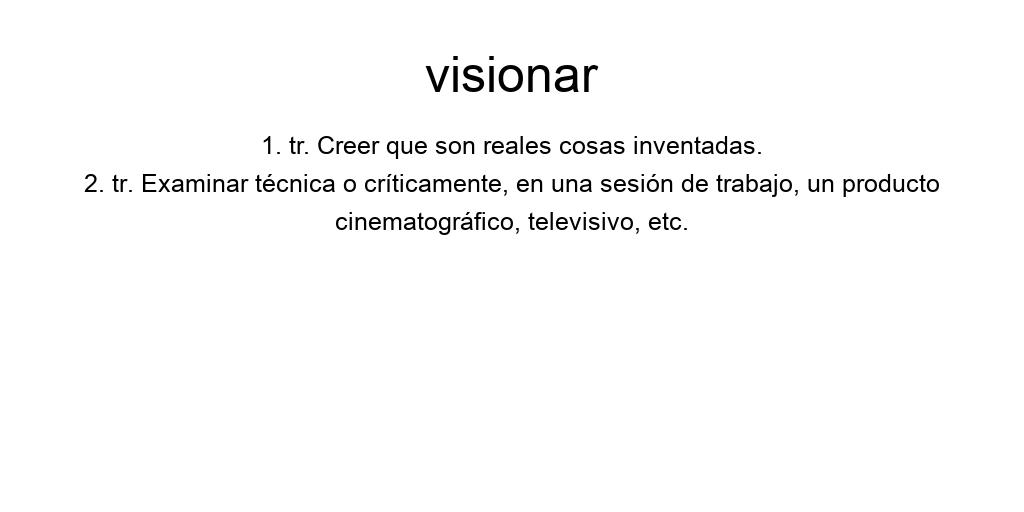 visionar
1. tr. Creer que son reales cosas inventadas.
2. tr. Examinar técnica o críticamente, en una sesión de trabajo, un producto
cinematográfico, televisivo, etc.